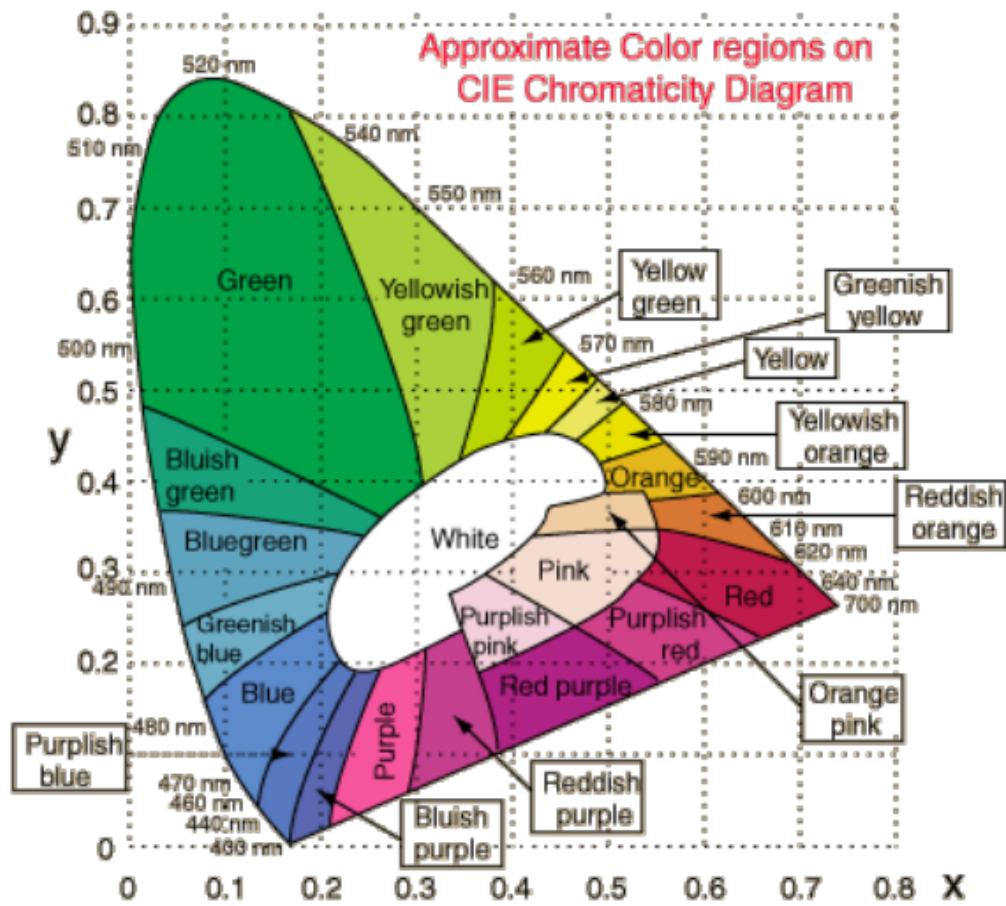 Approximate Color regions on
CIE Chromaticity Diagram
0.9
520 nm
0.8
510 nm
540 nm
0.7
550 nm
Green
Yellowish
green
0.6
560 nm
Yellow
green
Greenish
yellow
500 nm
570 nm
Yellow
0.5
580 nm
y
Yellowish
orange
Bluish
green
590 nm
0.4
Orange
600 nm
Reddish
orange
White
Bluegreen
610 nm
620 nm
0.3
Pink
490 nm
640 nm
700 nm
Red
Greenish
blue
Purplish
pink
Purplish
red
0.2
Blue
Red purple
Orange
pink
480 nm
Purplish
blue
Purple
470 nm
460 nm
440 nm
Reddish
purple
Bluish
purple
0
0
0.1
0.2
0.3
0.4
0.5
0.6
0.7
0.8
x